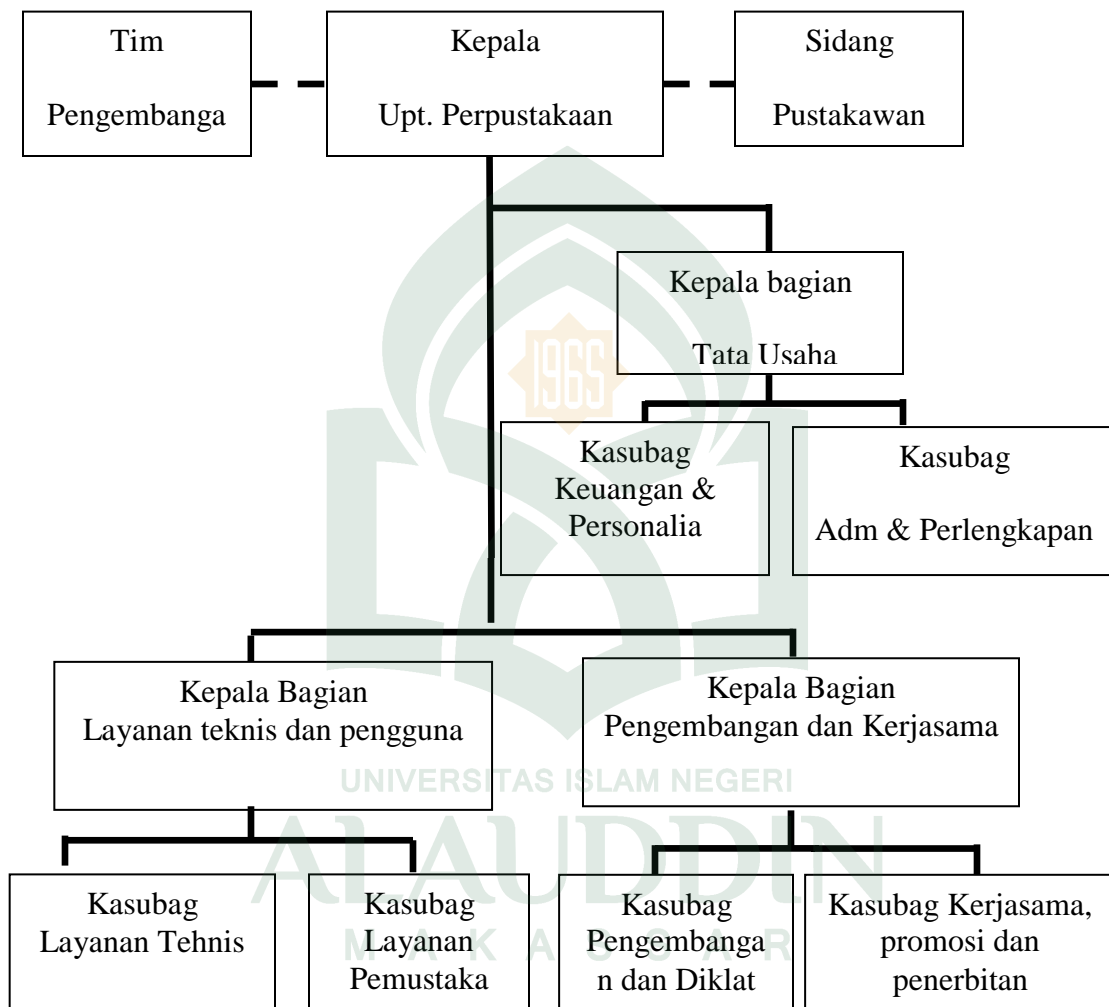 Tim
Pengembanga
Kepala
Upt. Perpustakaan
Sidang
Pustakawan
Kepala bagian
Tata Usaha
1965
Kasubag
Keuangan &
Personalia
Kasubag
Adm & Perlengkapan
Kepala Bagian
Layanan teknis dan pengguna
Kepala Bagian
Pengembangan dan Kerjasama
UNIVERSITAS ISLAM NEGERI
ALAUDDIN
MAKASSAR
Kasubag
Layanan Tehnis
Kasubag
Layanan
Pemustaka
Kasubag
Pengembanga
n dan Diklat
Kasubag Kerjasama,
promosi dan
penerbitan